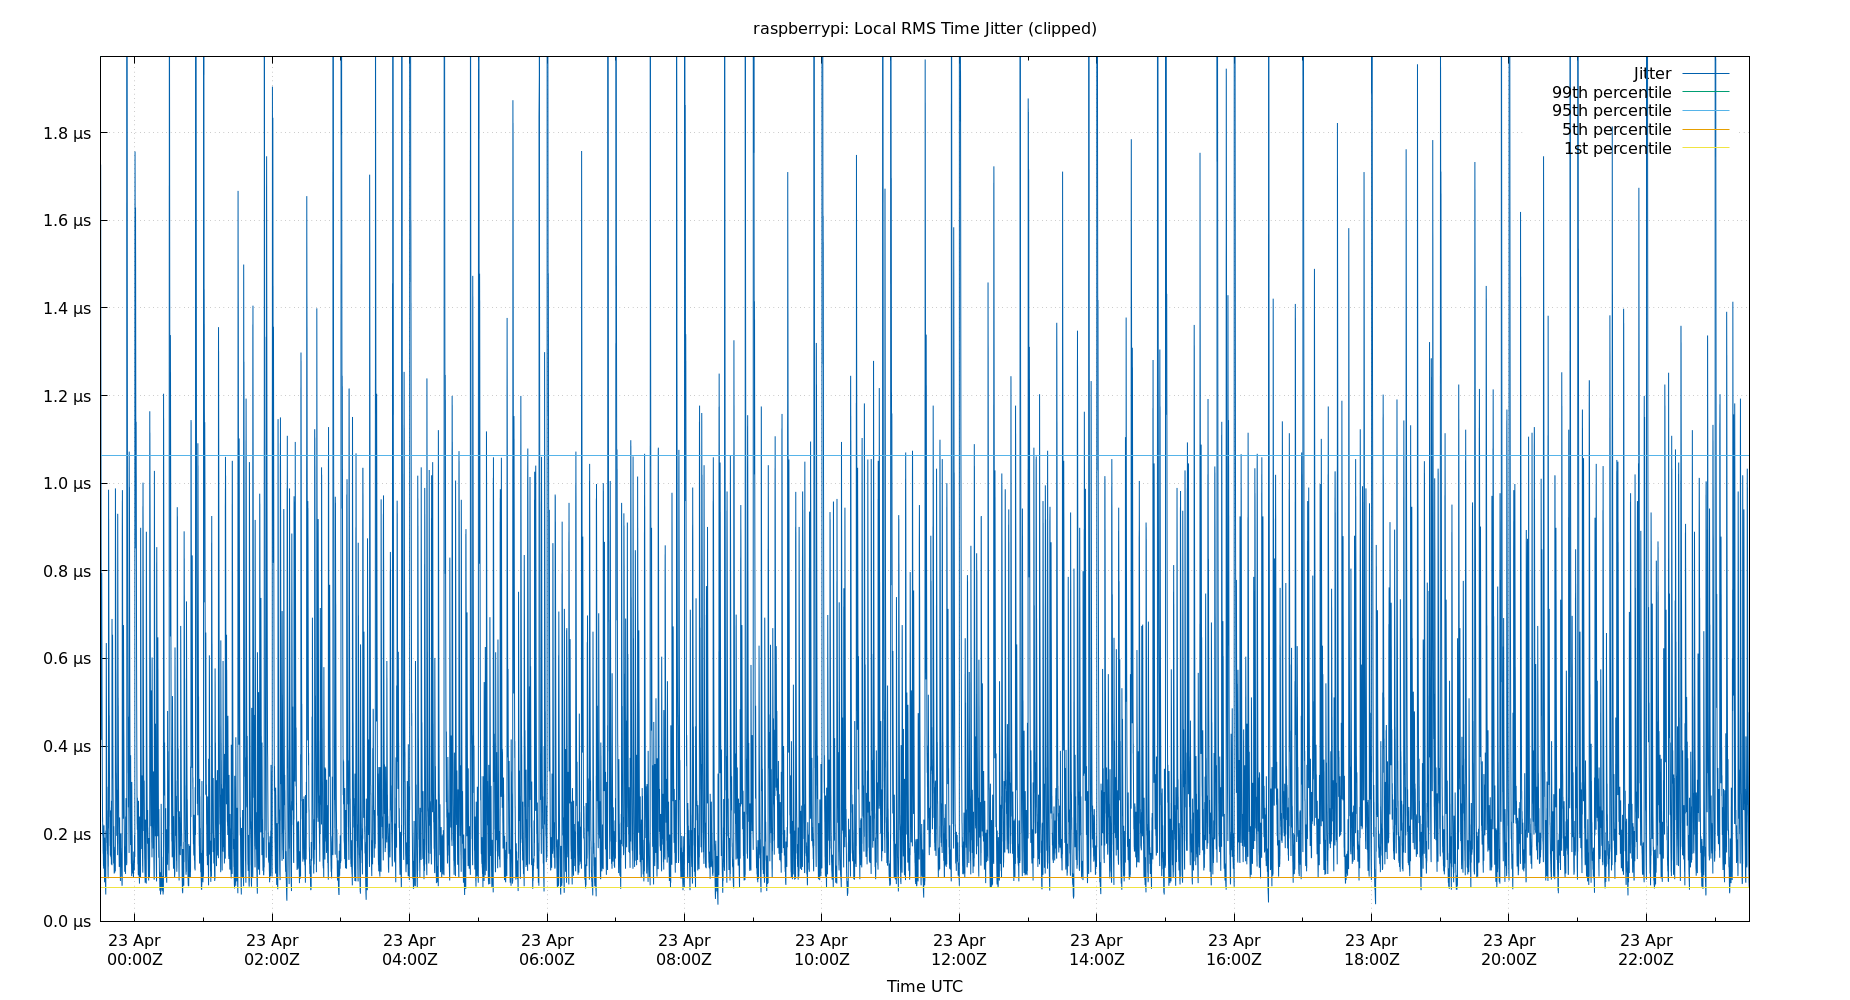 raspberrypi: Local RMS Time Jitter (clipped)
Jitter
99th percentile
95th percentile
5th percentile
1st percentile
1.8 µs
1.6 µs
1.4 µs
1.2 µs
1.0 µs
0.8 µs
0.6 µs
0.4 µs
0.2 µs
0.0 µs
23 Apr 23 Apr 23 Apr 23 Apr 23 Apr 23 Apr 23 Apr 23 Apr 23 Apr 23 Apr 23 Apr 23 Apr
00:00Z 02:00Z 04:00Z 06:00Z 08:00Z 10:00Z 12:00Z 14:00Z 16:00Z 18:00Z 20:00Z 22:00Z
Time UTC